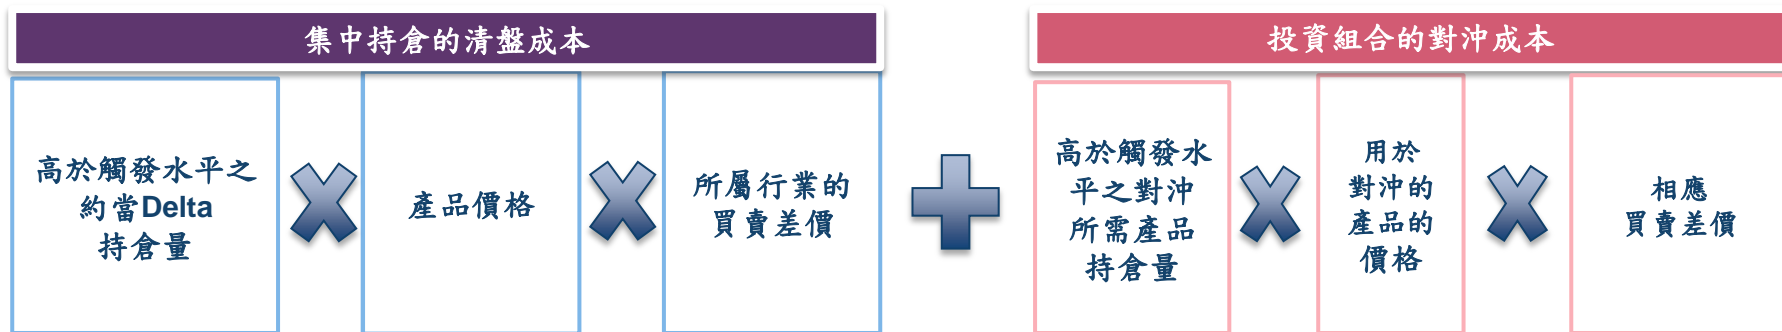 集中持倉的清盤成本
投資組合的對沖成本
高於觸發水平之
約當Delta
持倉量
產品價格
所屬行業的
買賣差價
高於觸發水
平之對沖
所需產品
持倉量
用於
對沖的
產品的
價格
相應
買賣差價